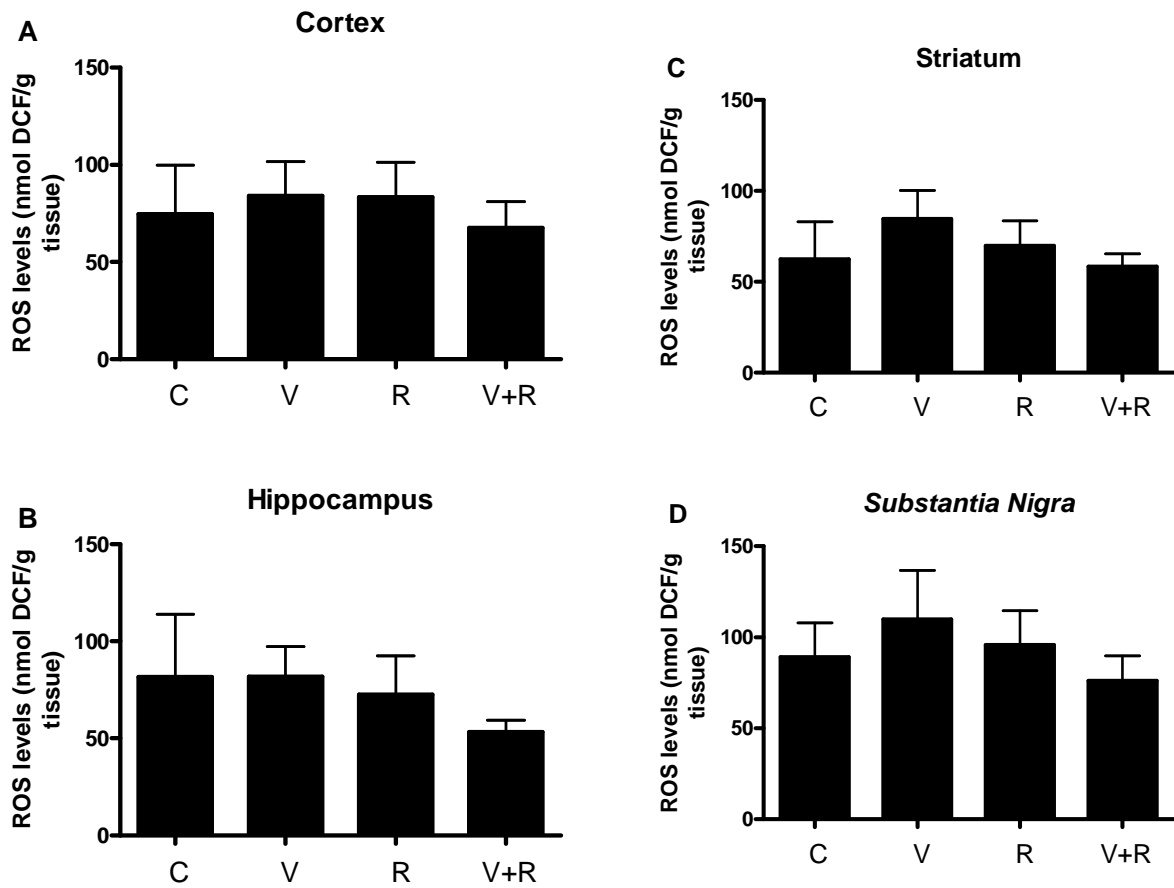 A
Cortex
ROS levels (nmol DCF/g
tissue)
150
100
50
0
C V R V+R
C
Striatum
ROS levels (nmol DCF/g
tissue)
150
100
50
0
C V R V+R
B
Hippocampus
ROS levels (nmol DCF/g
tissue)
150
100
50
0
C V R V+R
D
Substantia Nigra
ROS levels (nmol DCF/g
tissue)
150
100
50
0
C V R V+R